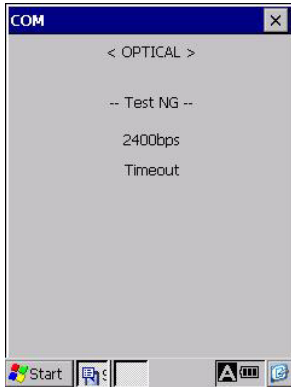 COM
< OPTICAL >
-- Test NG --
2400bps
Timeout
Start
A